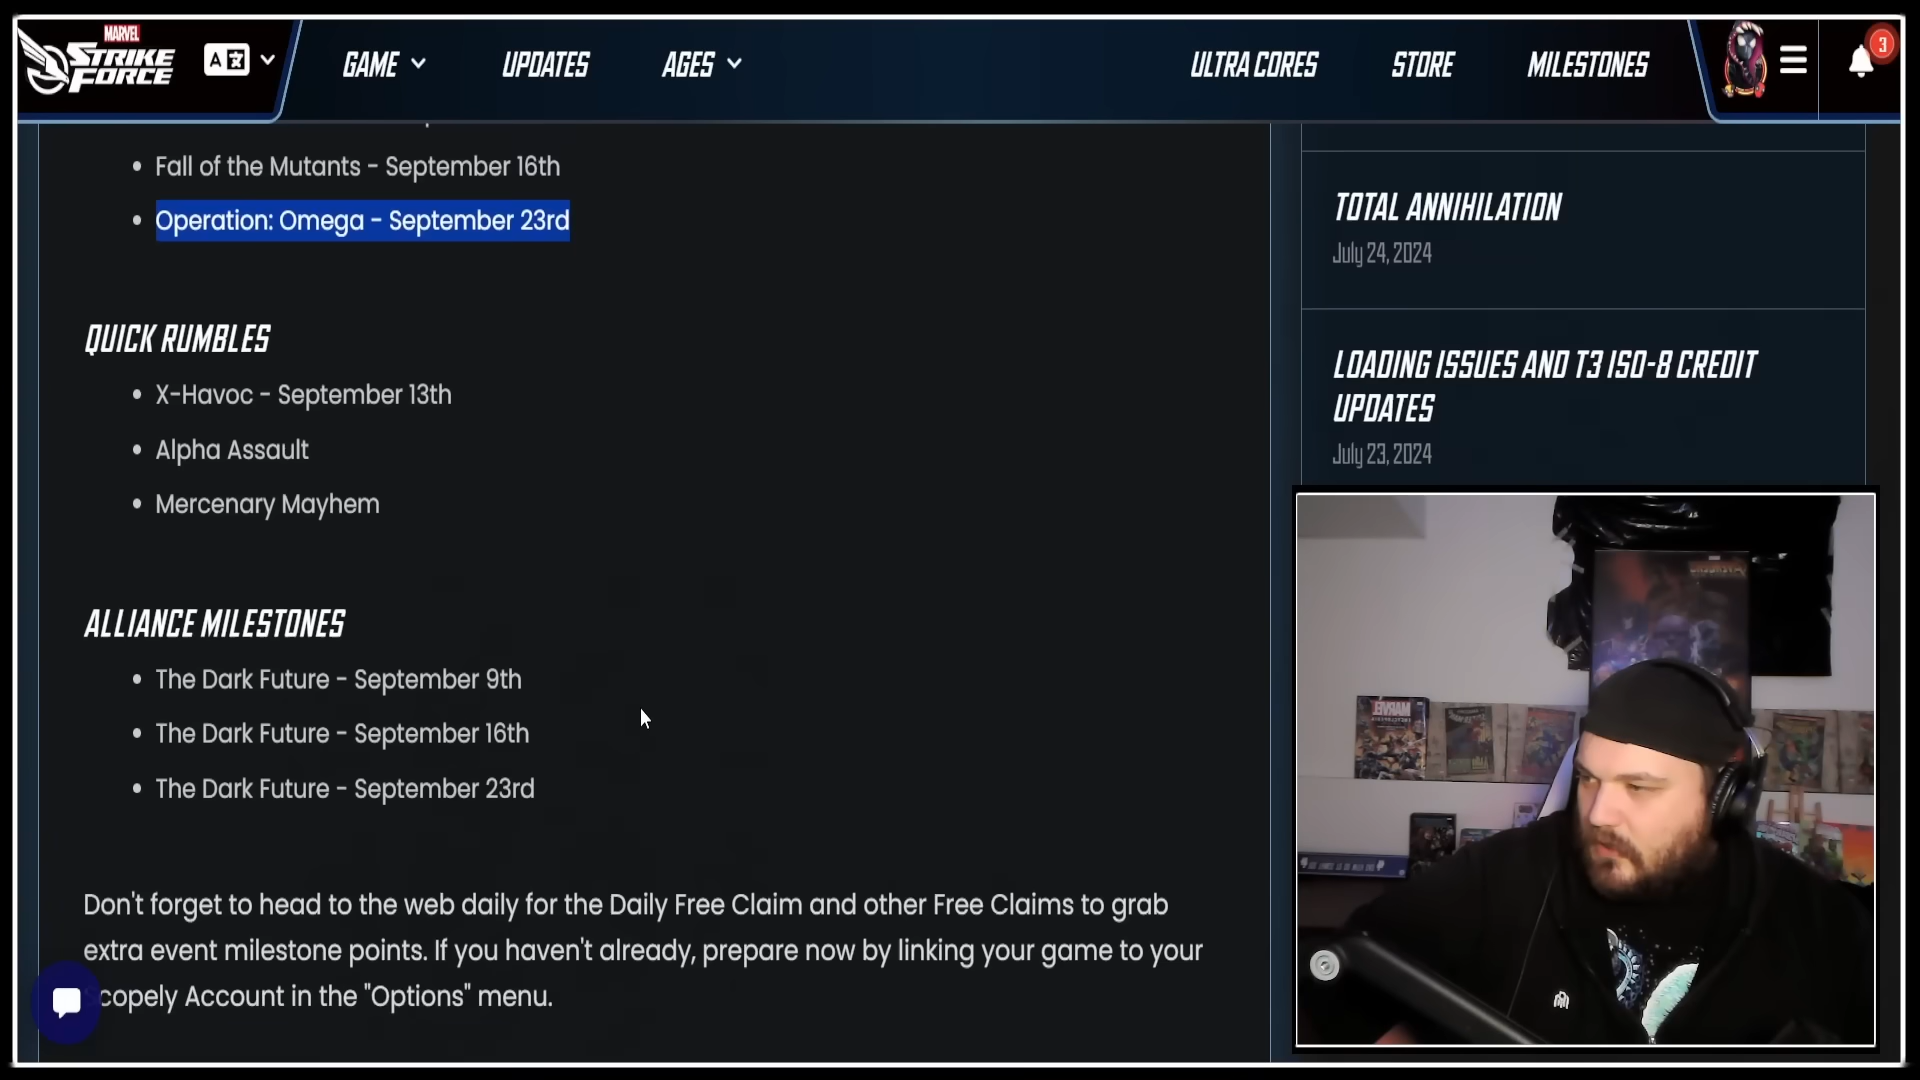 MARVEL
STRIKE
FORCE
GAME
UPDATES
AGES
ULTRA CORES
STORE
MILESTONES
3
Fall of the Mutants - September 16th
Operation: Omega - September 23rd
QUICK RUMBLES
X-Havoc - September 13th
Alpha Assault
Mercenary Mayhem
ALLIANCE MILESTONES
The Dark Future - September 9th
The Dark Future - September 16th
The Dark Future - September 23rd
Don't forget to head to the web daily for the Daily Free Claim and other Free Claims to grab
extra event milestone points. If you haven't already, prepare now by linking your game to your
copely Account in the "Options" menu.
TOTAL ANNIHILATION
July 24, 2024
LOADING ISSUES AND T3 ISO-8 CREDIT
UPDATES
July 23, 2024
MARVEL